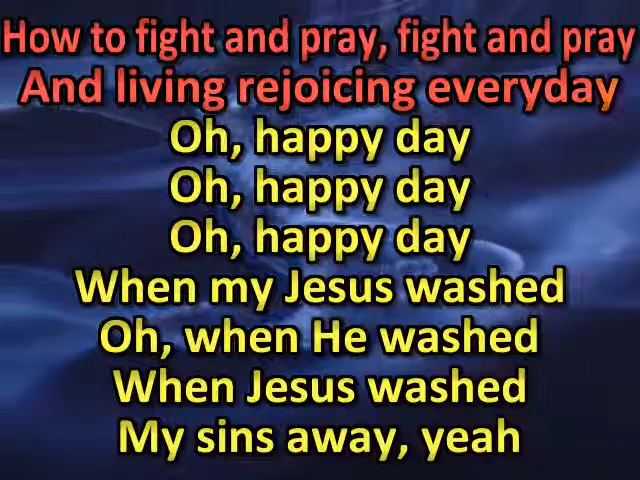 How to fight and pray, fight and pray
And living rejoicing everyday
Oh, happy day
Oh, happy day
Oh, happy day
When my Jesus washed
Oh, when He washed
When Jesus washed
My sins away, yeah